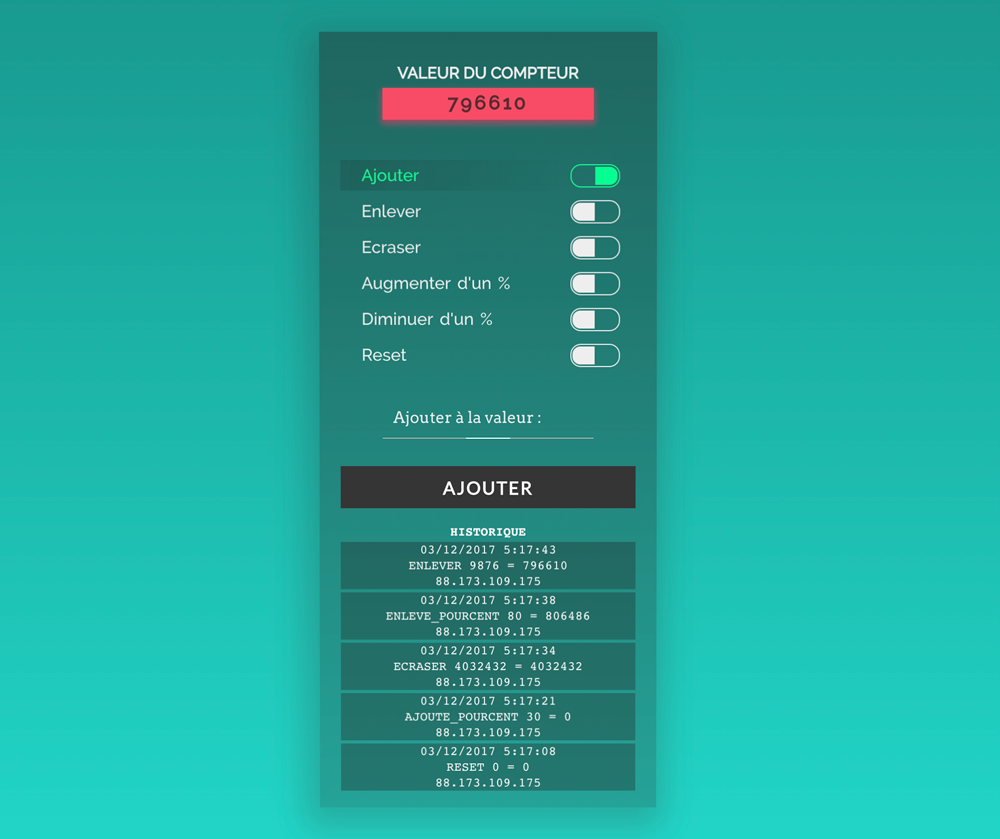 VALEUR DU COMPTEUR
796610
Ajouter
Enlever
Ecraser
Augmenter d'un %
Diminuer d'un %
Reset
Ajouter à la valeur :
AJOUTER
HISTORIQUE
03/12/2017 5:17:43
ENLEVER 9876 = 796610
88.173.109.175
03/12/2017 5:17:38
ENLEVE_POURCENT 80 = 806486
88.173.109.175
03/12/2017 5:17:34
ECRASER 4032432 = 4032432
88.173.109.175
03/12/2017 5:17:21
AJOUTE_POURCENT 30 = 0
88.173.109.175
03/12/2017 5:17:08
RESET 0 = 0
88.173.109.175